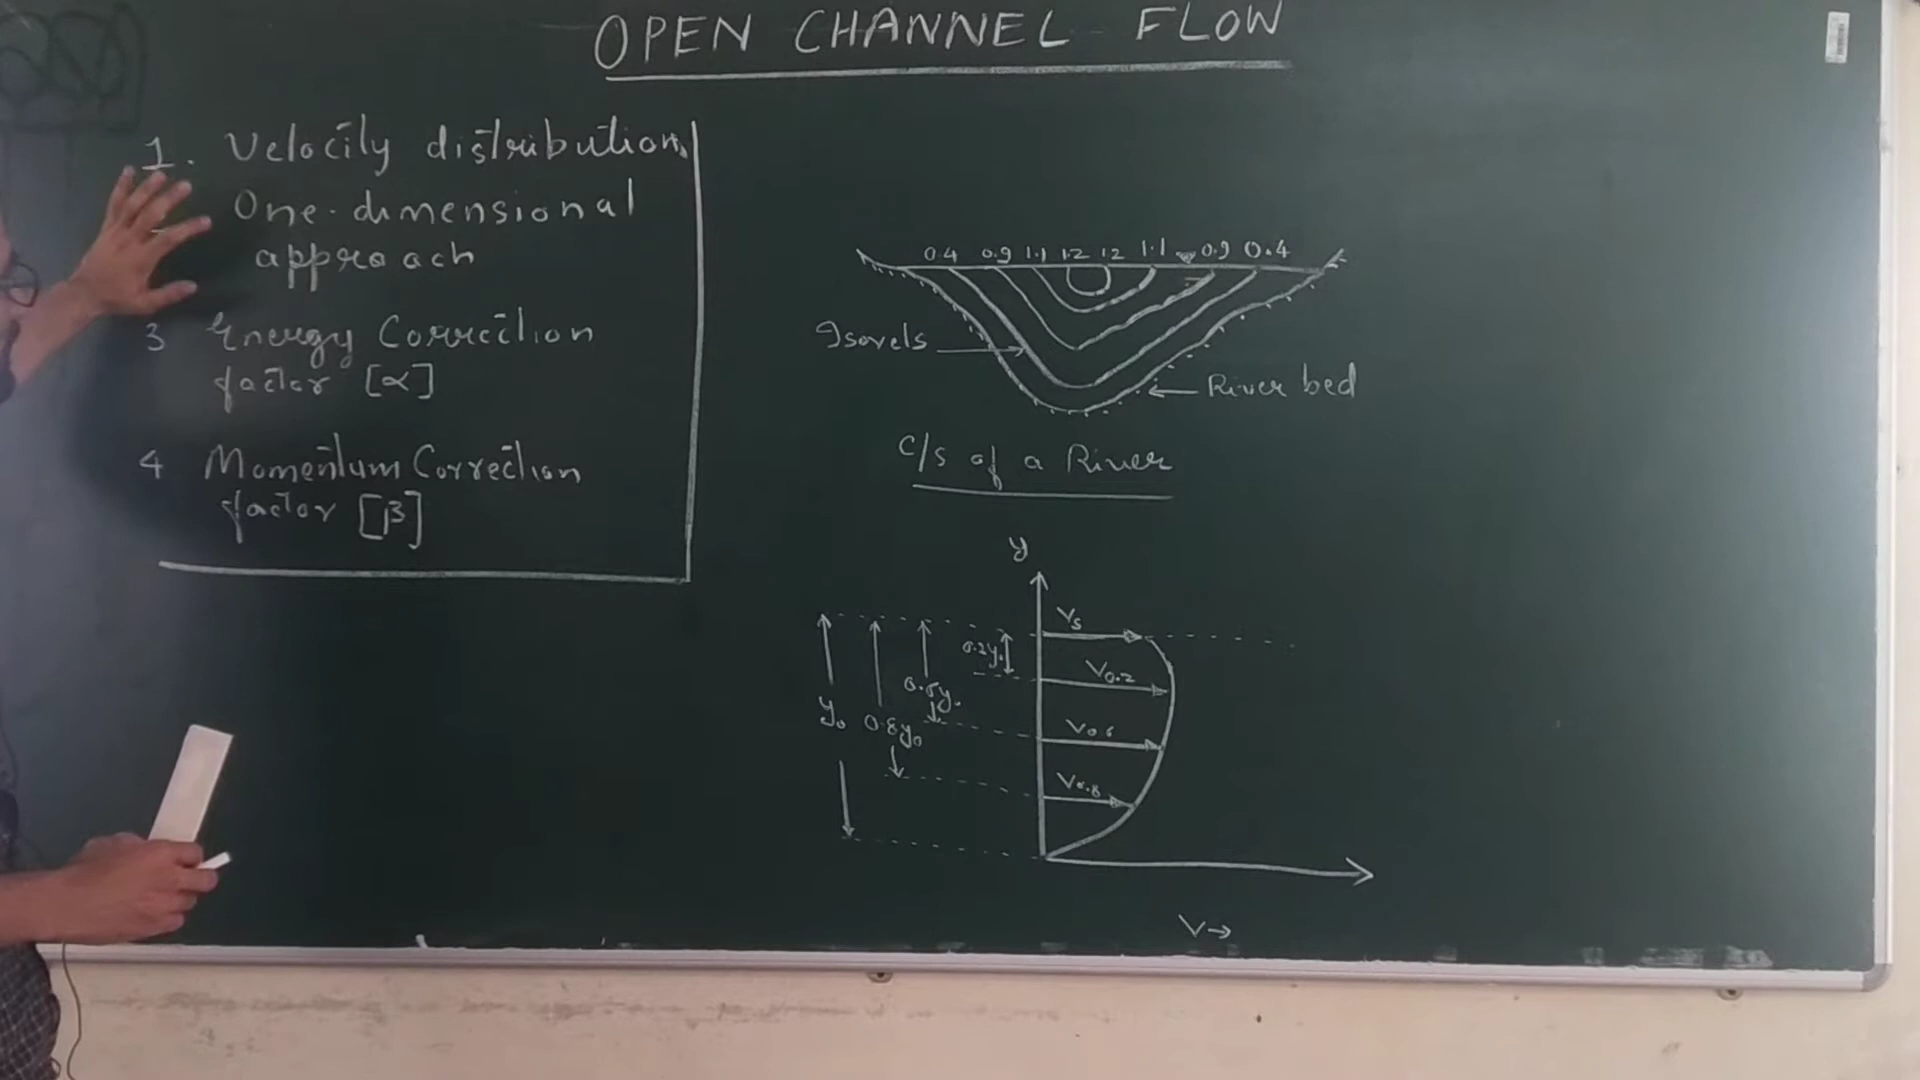 OPEN CHANNEL FLOW
1. Velocity distribution
One-dimensional
approach
3 Energy Correction
factor [α]
4 Momentum Correction
factor [β]
0.4 0.9 1.1 1.2 1.2 1.1 0.9 0.4
Isovels
River bed
C/s of a River
y
Vs
0.2y₀
V0.2
y₀
0.8y₀
V0.6
V0.8
V→